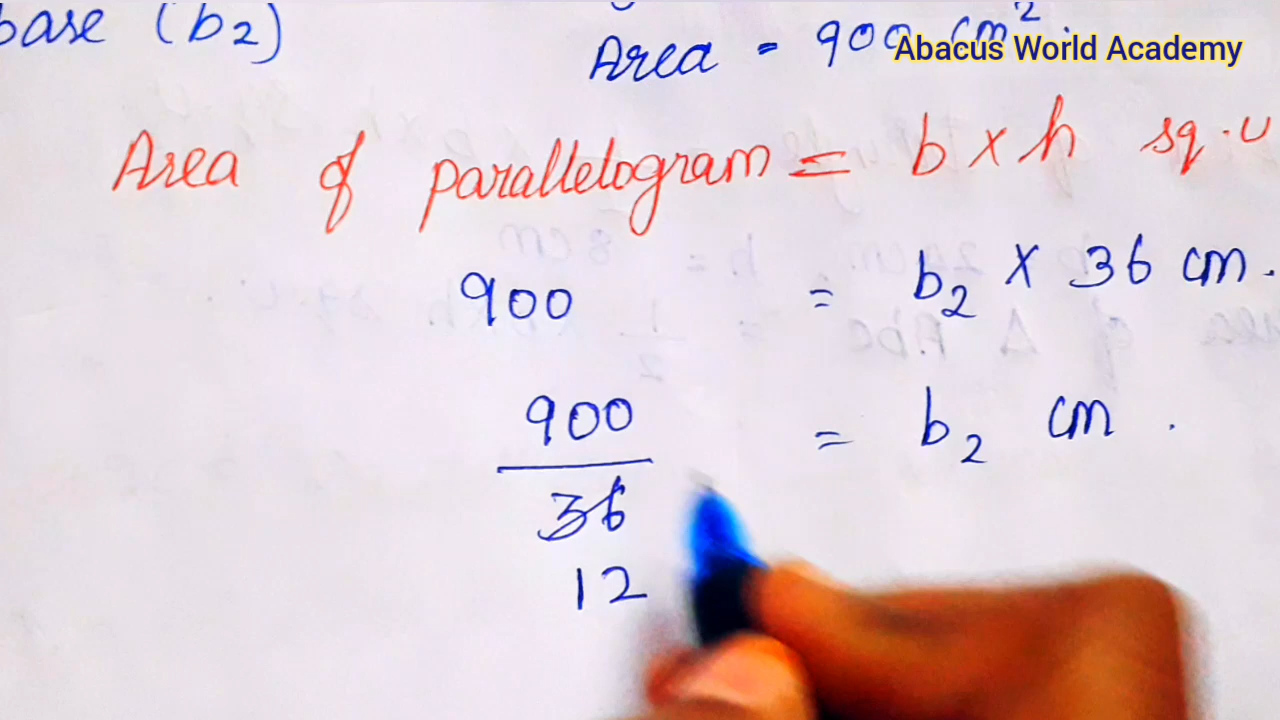 base (b2)
Area = 900 cm².
Abacus World Academy
Area of parallelogram = b x h sq.u
900 = b₂ x 36 cm.
900 = b₂ cm.
36
12